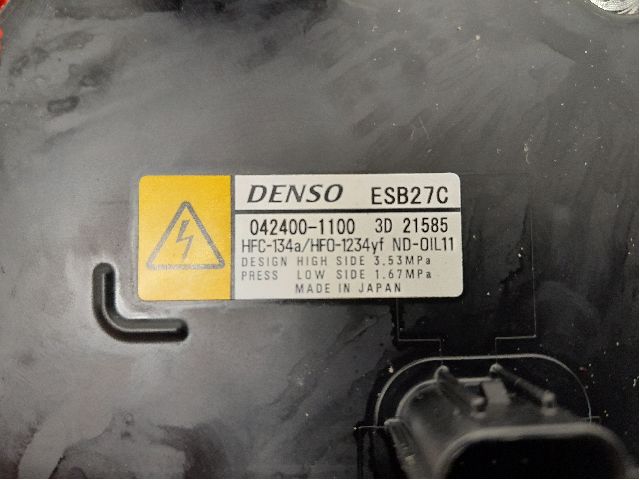 DENSO ESB27C
042400-1100 3D 21585
HFC-134a/HFO-1234yf ND-OIL11
DESIGN HIGH SIDE 3.53MPa
PRESS LOW SIDE 1.67MPa
MADE IN JAPAN